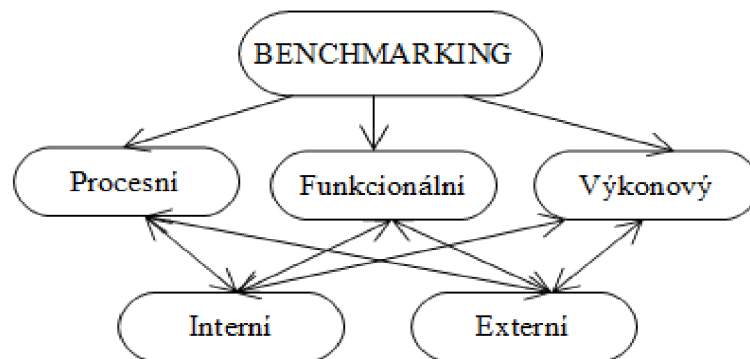 BENCHMARKING
Procesní
Funkcionální
Výkonový
Interní
Externí